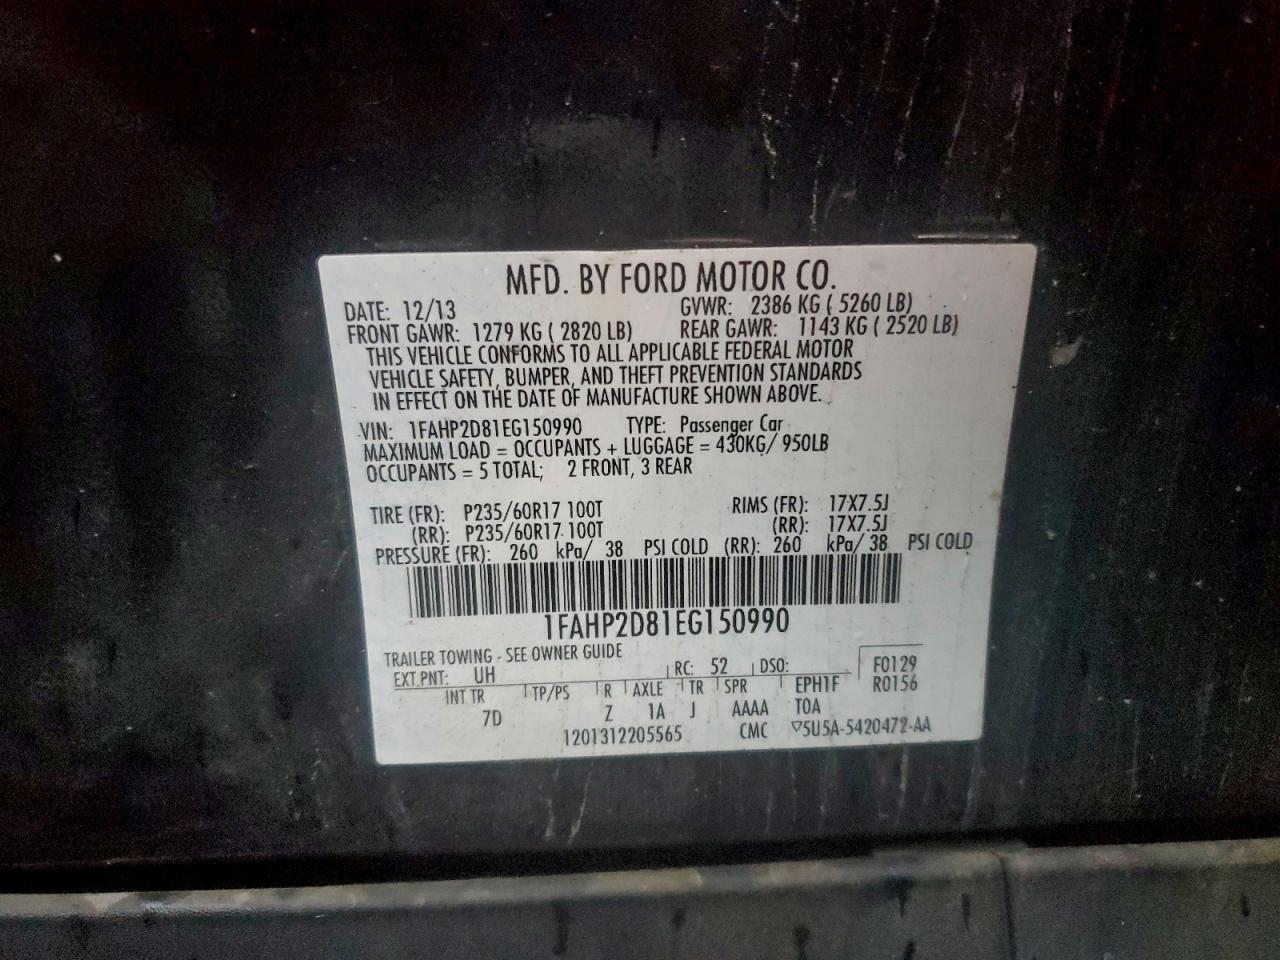 MFD. BY FORD MOTOR CO.
DATE: 12/13 GVWR: 2386 KG ( 5260 LB)
FRONT GAWR: 1279 KG ( 2820 LB) REAR GAWR: 1143 KG ( 2520 LB)
THIS VEHICLE CONFORMS TO ALL APPLICABLE FEDERAL MOTOR
VEHICLE SAFETY, BUMPER, AND THEFT PREVENTION STANDARDS
IN EFFECT ON THE DATE OF MANUFACTURE SHOWN ABOVE.
VIN: 1FAHP2D81EG150990 TYPE: Passenger Car
MAXIMUM LOAD = OCCUPANTS + LUGGAGE = 430KG/ 950LB
OCCUPANTS = 5 TOTAL; 2 FRONT, 3 REAR
TIRE (FR): P235/60R17 100T RIMS (FR): 17X7.5J
(RR): P235/60R17 100T (RR): 17X7.5J
PRESSURE (FR): 260 kPa/ 38 PSI COLD (RR): 260 kPa/ 38 PSI COLD
1FAHP2D81EG150990
TRAILER TOWING - SEE OWNER GUIDE
EXT PNT: UH RC: 52 DSO: F0129
INT TR TP/PS R AXLE TR SPR EPH1F R0156
7D Z 1A J AAAA TOA
1201312205565 CMC ▽5U5A-5420472-AA